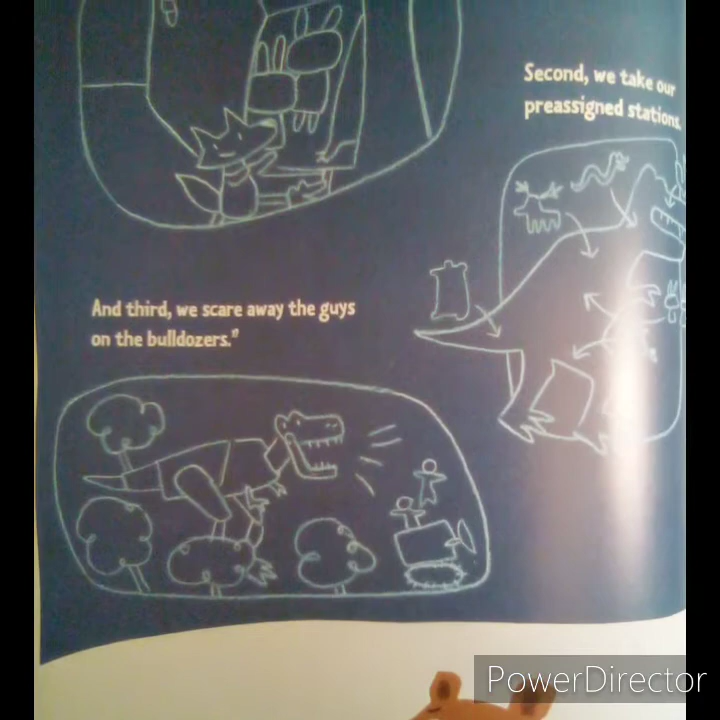 Second, we take our
preassigned stations.
And third, we scare away the guys
on the bulldozers."
PowerDirector